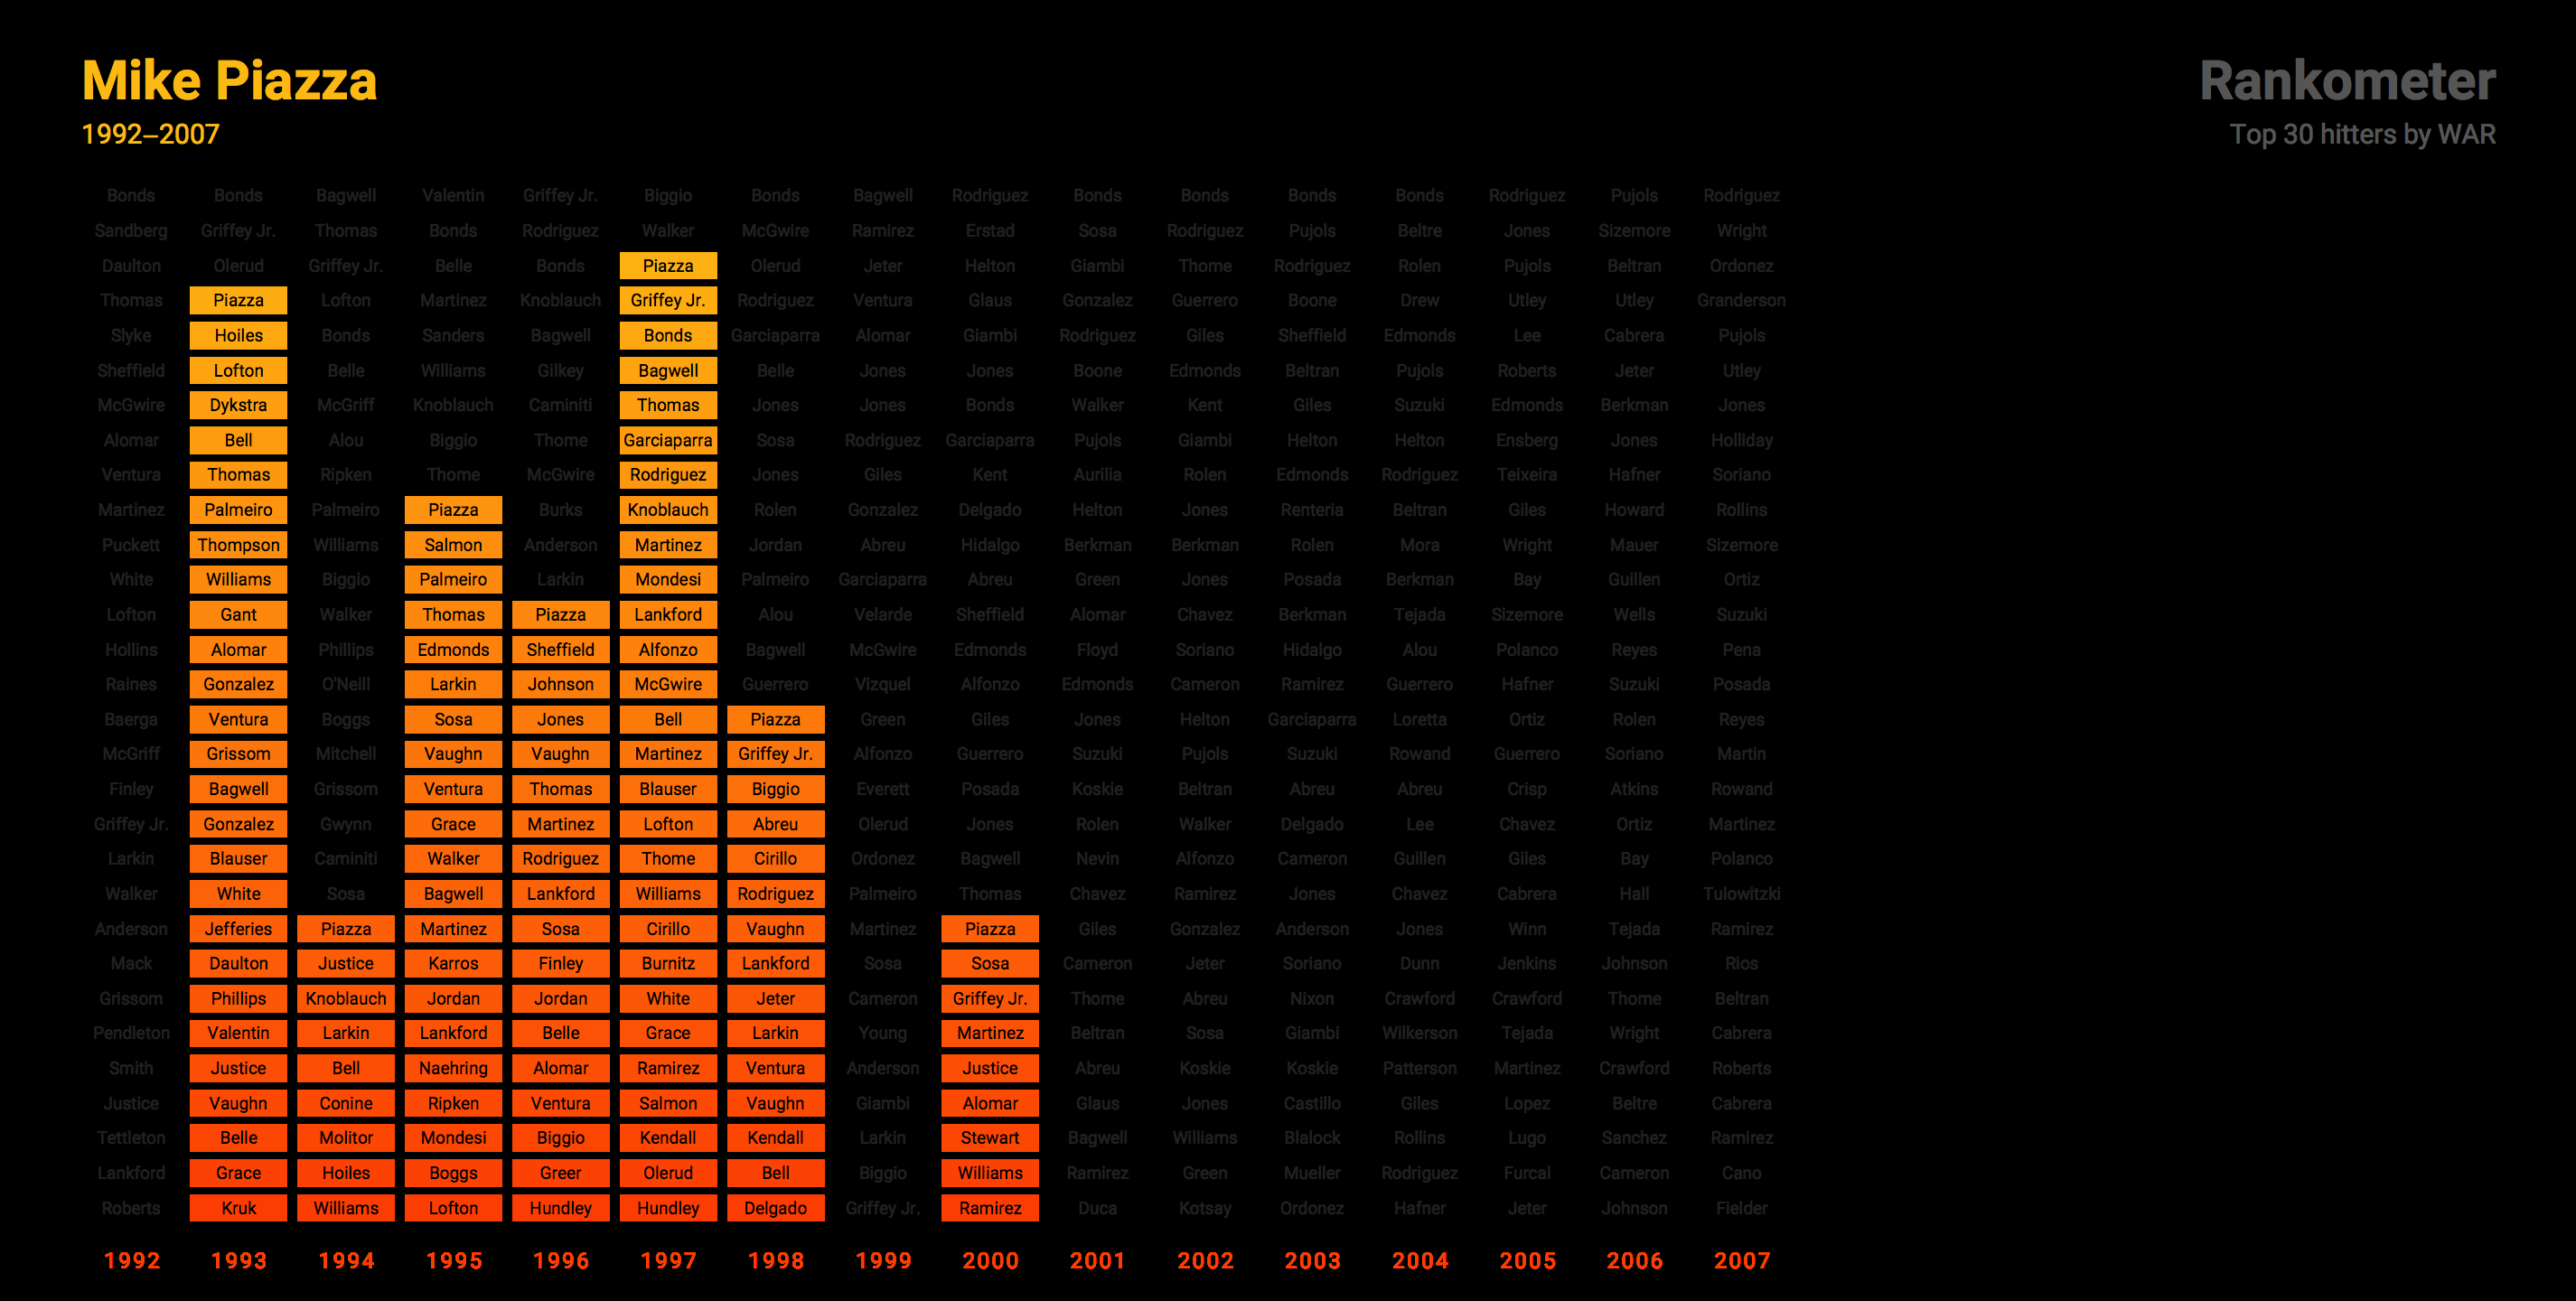 Mike Piazza Rankometer
1992–2007 Top 30 hitters by WAR
Bonds Bonds Bagwell Valentin Griffey Jr. Biggio Bonds Bagwell Rodriguez Bonds Bonds Bonds Bonds Rodriguez Pujols Rodriguez
Sandberg Griffey Jr. Thomas Bonds Rodriguez Walker McGwire Ramirez Erstad Sosa Rodriguez Pujols Beltre Jones Sizemore Wright
Daulton Olerud Griffey Jr. Belle Bonds Piazza Olerud Jeter Helton Giambi Thome Rodriguez Rolen Pujols Beltran Ordonez
Thomas Piazza Lofton Martinez Knoblauch Griffey Jr. Rodriguez Ventura Glaus Gonzalez Guerrero Boone Drew Utley Utley Granderson
Slyke Hoiles Bonds Sanders Bagwell Bonds Garciaparra Alomar Giambi Rodriguez Giles Sheffield Edmonds Lee Cabrera Pujols
Sheffield Lofton Belle Williams Gilkey Bagwell Belle Jones Jones Boone Edmonds Beltran Pujols Roberts Jeter Utley
McGwire Dykstra McGriff Knoblauch Caminiti Thomas Jones Jones Bonds Walker Kent Giles Suzuki Edmonds Berkman Jones
Alomar Bell Alou Biggio Thome Garciaparra Sosa Rodriguez Garciaparra Pujols Giambi Helton Helton Ensberg Jones Holliday
Ventura Thomas Ripken Thome McGwire Rodriguez Jones Giles Kent Aurilia Rolen Edmonds Rodriguez Teixeira Hafner Soriano
Martinez Palmeiro Palmeiro Piazza Burks Knoblauch Rolen Gonzalez Delgado Helton Jones Renteria Beltran Giles Howard Rollins
Puckett Thompson Williams Salmon Anderson Martinez Jordan Abreu Hidalgo Berkman Berkman Rolen Mora Wright Mauer Sizemore
White Williams Biggio Palmeiro Larkin Mondesi Palmeiro Garciaparra Abreu Green Jones Posada Berkman Bay Guillen Ortiz
Lofton Gant Walker Thomas Piazza Lankford Alou Velarde Sheffield Alomar Chavez Berkman Tejada Sizemore Wells Suzuki
Hollins Alomar Phillips Edmonds Sheffield Alfonzo Bagwell McGwire Edmonds Floyd Soriano Hidalgo Alou Polanco Reyes Pena
Raines Gonzalez O'Neill Larkin Johnson McGwire Guerrero Vizquel Alfonzo Edmonds Cameron Ramirez Guerrero Hafner Suzuki Posada
Baerga Ventura Boggs Sosa Jones Bell Piazza Green Giles Jones Helton Garciaparra Loretta Ortiz Rolen Reyes
McGriff Grissom Mitchell Vaughn Vaughn Martinez Griffey Jr. Alfonzo Guerrero Suzuki Pujols Suzuki Rowand Guerrero Soriano Martin
Finley Bagwell Grissom Ventura Thomas Blauser Biggio Everett Posada Koskie Beltran Abreu Abreu Crisp Atkins Rowand
Griffey Jr. Gonzalez Gwynn Grace Martinez Lofton Abreu Olerud Jones Rolen Walker Delgado Lee Chavez Ortiz Martinez
Larkin Blauser Caminiti Walker Rodriguez Thome Cirillo Ordonez Bagwell Nevin Alfonzo Cameron Guillen Giles Bay Polanco
Walker White Sosa Bagwell Lankford Williams Rodriguez Palmeiro Thomas Chavez Ramirez Jones Chavez Cabrera Hall Tulowitzki
Anderson Jefferies Piazza Martinez Sosa Cirillo Vaughn Martinez Piazza Giles Gonzalez Anderson Jones Winn Tejada Ramirez
Mack Daulton Justice Karros Finley Burnitz Lankford Sosa Sosa Cameron Jeter Soriano Dunn Jenkins Johnson Rios
Grissom Phillips Knoblauch Jordan Jordan White Jeter Cameron Griffey Jr. Thome Abreu Nixon Crawford Crawford Thome Beltran
Pendleton Valentin Larkin Lankford Belle Grace Larkin Young Martinez Beltran Sosa Giambi Wilkerson Tejada Wright Cabrera
Smith Justice Bell Naehring Alomar Ramirez Ventura Anderson Justice Abreu Koskie Koskie Patterson Martinez Crawford Roberts
Justice Vaughn Conine Ripken Ventura Salmon Vaughn Giambi Alomar Glaus Jones Castillo Giles Lopez Beltre Cabrera
Tettleton Belle Molitor Mondesi Biggio Kendall Kendall Larkin Stewart Bagwell Williams Blalock Rollins Lugo Sanchez Ramirez
Lankford Grace Hoiles Boggs Greer Olerud Bell Biggio Williams Ramirez Green Mueller Rodriguez Furcal Cameron Cano
Roberts Kruk Williams Lofton Hundley Hundley Delgado Griffey Jr. Ramirez Duca Kotsay Ordonez Hafner Jeter Johnson Fielder
1992 1993 1994 1995 1996 1997 1998 1999 2000 2001 2002 2003 2004 2005 2006 2007